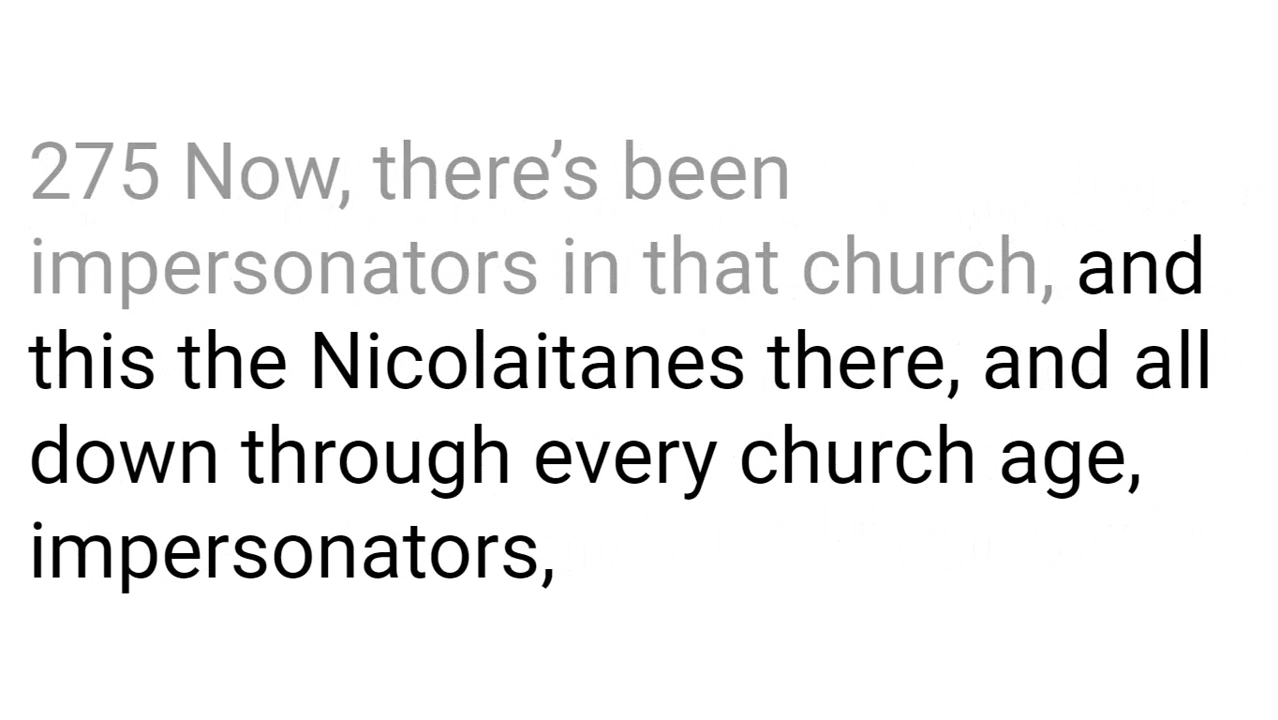 275 Now, there’s been
impersonators in that church, and
this the Nicolaitanes there, and all
down through every church age,
impersonators,